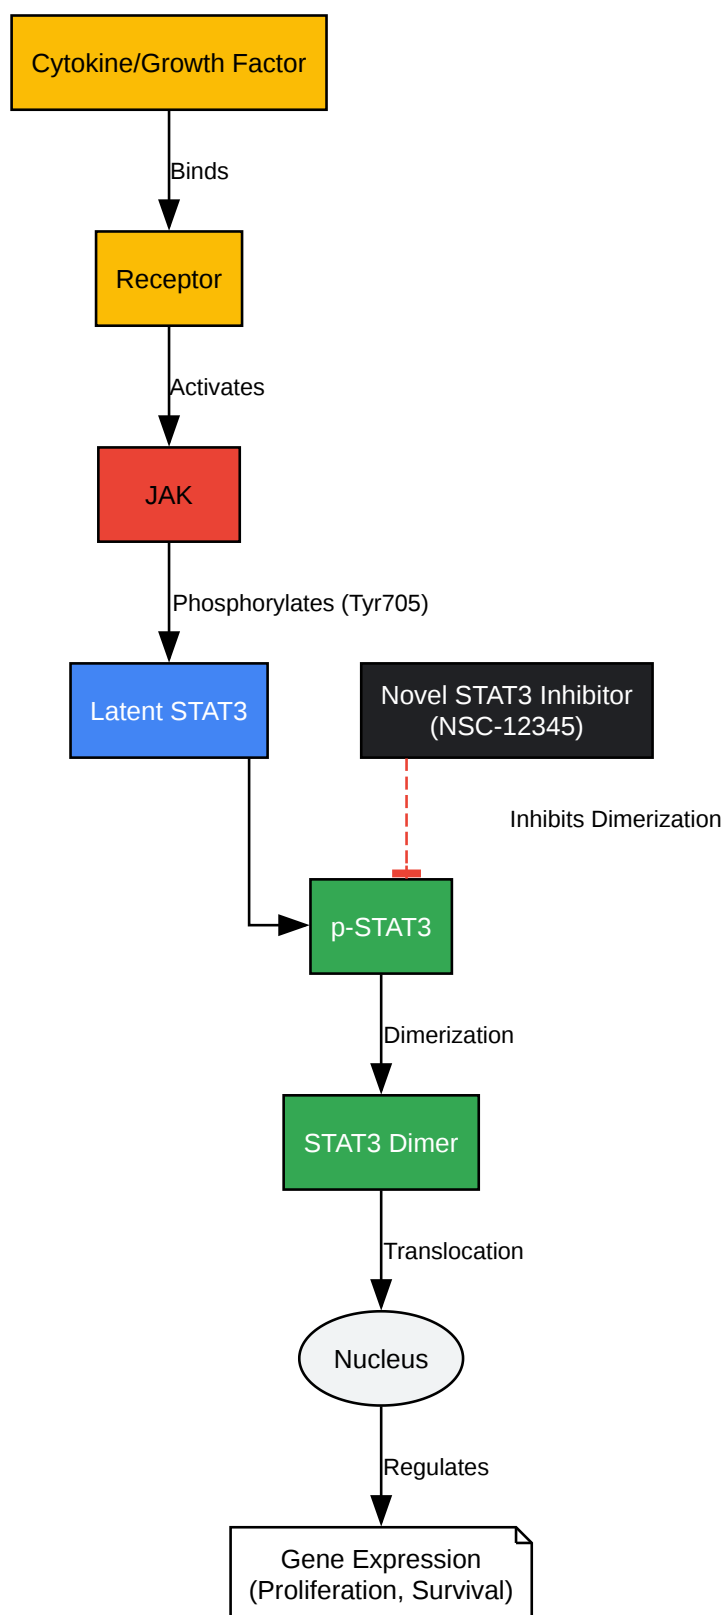 Cytokine/Growth Factor
Binds
Receptor
Activates
JAK
Phosphorylates (Tyr705)
Latent STAT3
Novel STAT3 Inhibitor
(NSC-12345)
Inhibits Dimerization
p-STAT3
Dimerization
STAT3 Dimer
Translocation
Nucleus
Regulates
Gene Expression
(Proliferation, Survival)